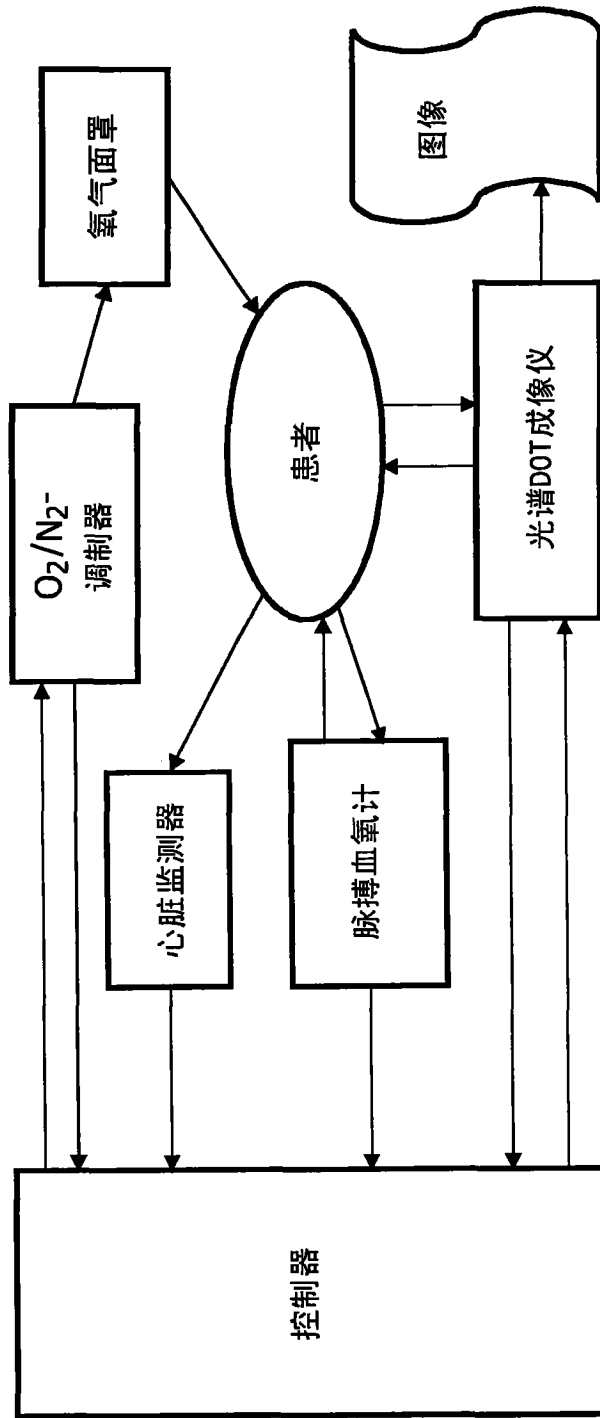 氧气面罩
O₂/N₂-
调制器
图像
患者
心脏监测器
脉搏血氧计
光谱DOT成像仪
控制器